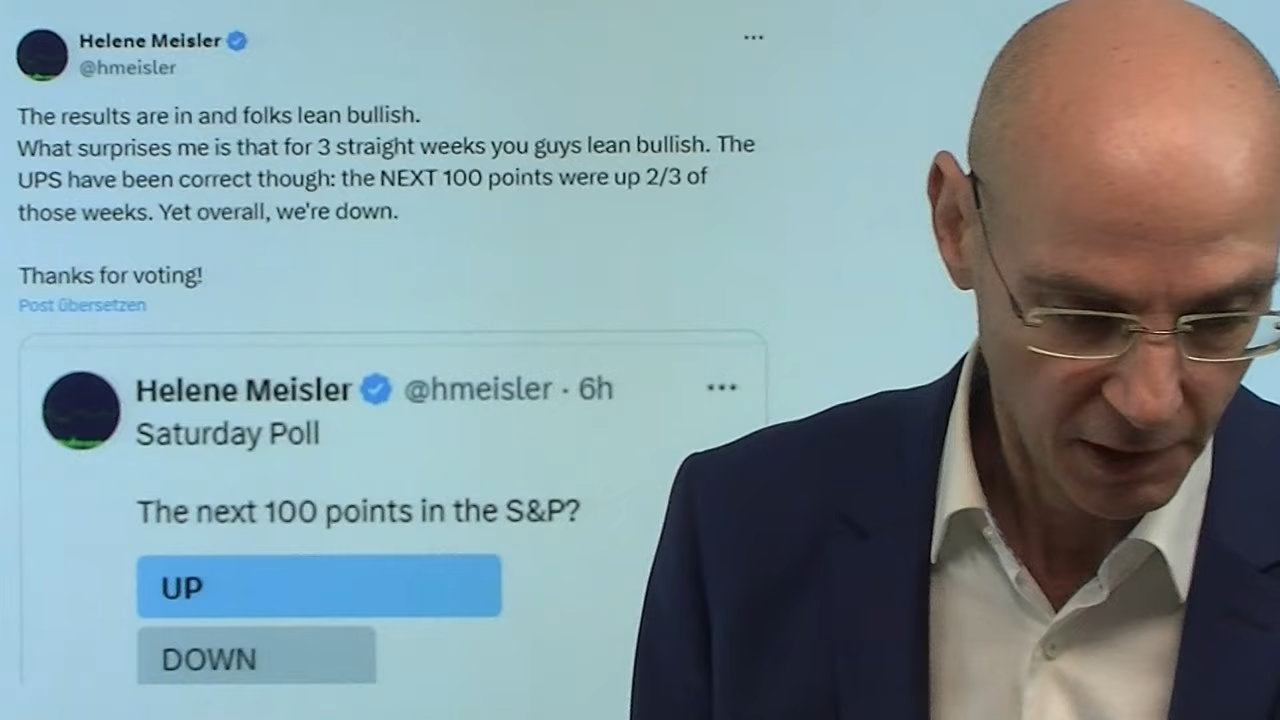 Helene Meisler
@hmeisler
The results are in and folks lean bullish.
What surprises me is that for 3 straight weeks you guys lean bullish. The
UPS have been correct though: the NEXT 100 points were up 2/3 of
those weeks. Yet overall, we're down.
Thanks for voting!
Post übersetzen
Helene Meisler @hmeisler · 6h
Saturday Poll
The next 100 points in the S&P?
UP
DOWN